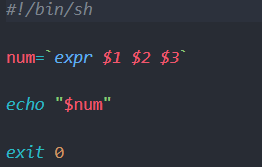 #!/bin/sh
num=`expr $1 $2 $3`
echo "$num"
exit 0